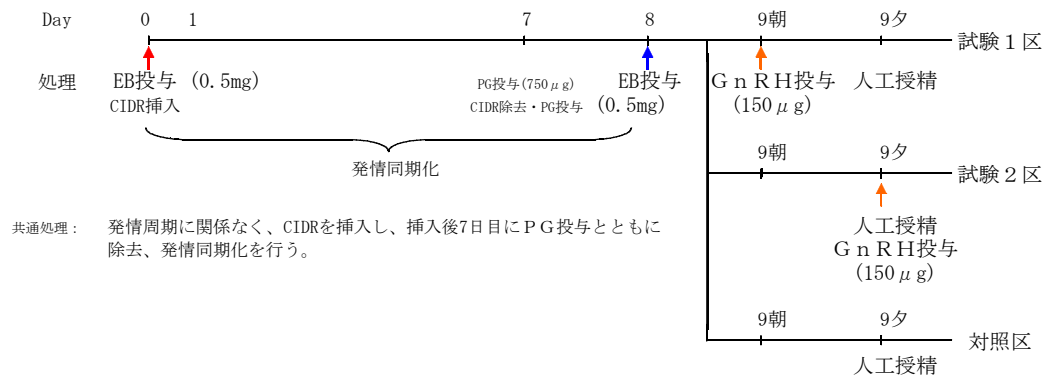 Day 0 1 7 8 9朝 9夕
試験1区
処理 EB投与 (0.5mg) PG投与(750μg) EB投与 GnRH投与 人工授精
CIDR挿入 CIDR除去・PG投与 (0.5mg) (150μg)
発情同期化
9朝 9夕
試験2区
人工授精
GnRH投与
(150μg)
共通処理： 発情周期に関係なく、CIDRを挿入し、挿入後7日目にPG投与とともに
除去、発情同期化を行う。
9朝 9夕
対照区
人工授精